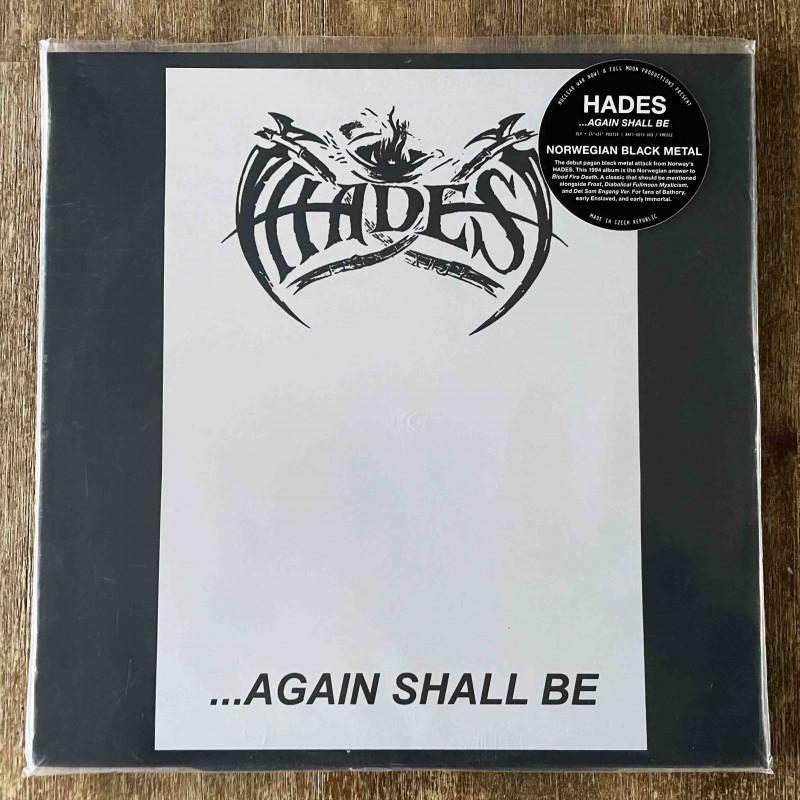 HADES
NUCLEAR WAR NOW! & FULL MOON PRODUCTIONS PRESENT
HADES
...AGAIN SHALL BE
NORWEGIAN BLACK METAL
The debut pagan black metal attack from Norway's
HADES. This 1994 album is the Norwegian answer to
Blood Fire Death. A classic that should be mentioned
alongside Frost, Diabolical Fullmoon Mysticism,
and Det Som Engang Var. For fans of Bathory,
early Enslaved, and early Immortal.
MADE IN CZECH REPUBLIC
...AGAIN SHALL BE